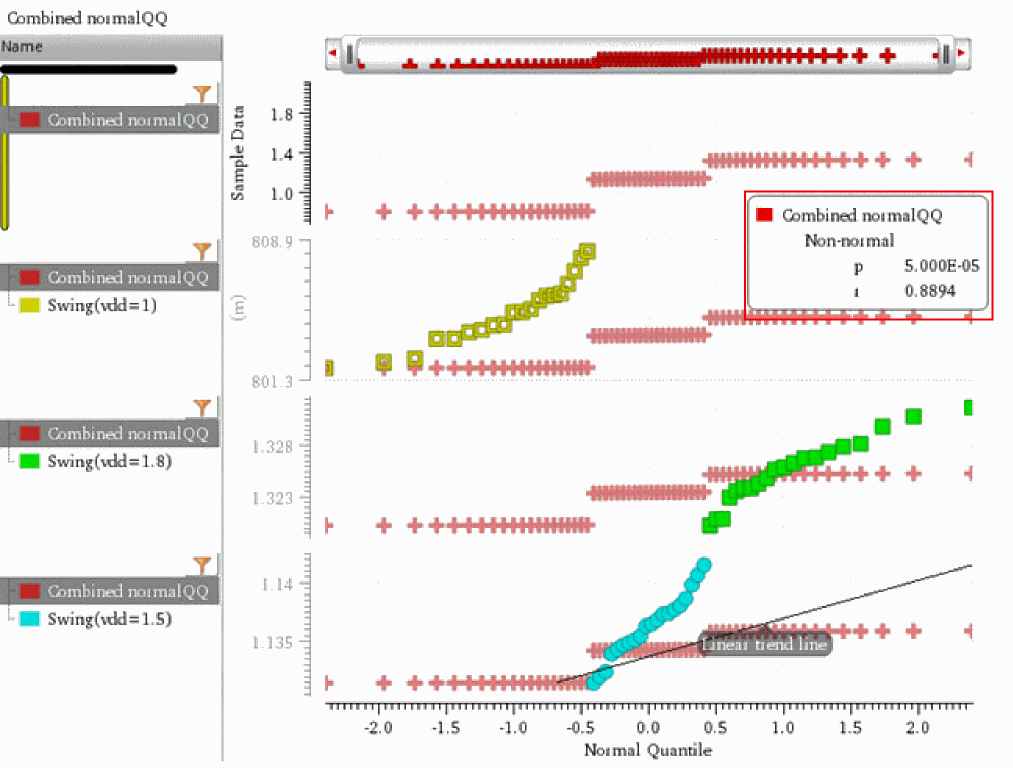 Combined normalQQ
Name
Combined normalQQ
Sample Data
1.8
1.4
1.0
Combined normalQQ
Non-normal
p 5.000E-05
r 0.8894
Combined normalQQ
Swing(vdd=1)
(m)
808.9
801.3
Combined normalQQ
Swing(vdd=1.8)
1.328
1.323
Combined normalQQ
Swing(vdd=1.5)
1.14
1.135
Linear trend line
-2.0 -1.5 -1.0 -0.5 0.0 0.5 1.0 1.5 2.0
Normal Quantile